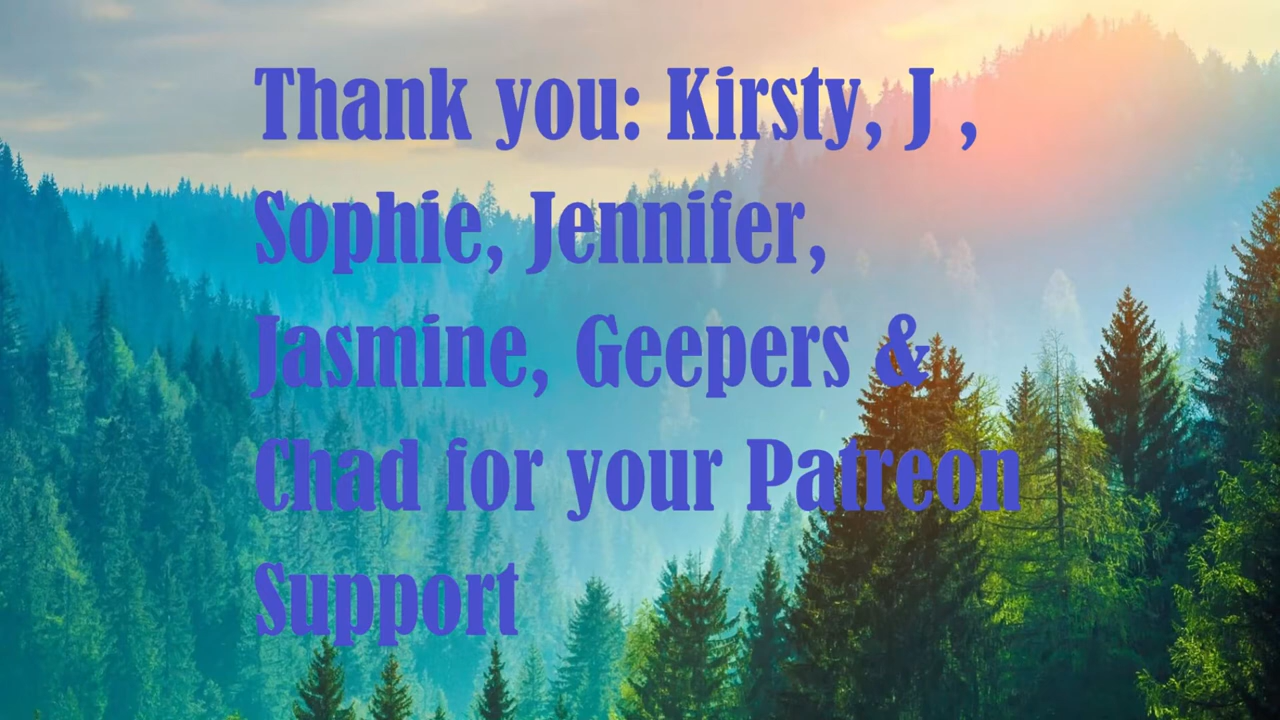 Thank you: Kirsty, J ,
Sophie, Jennifer,
Jasmine, Geepers &
Chad for your Patreon
Support